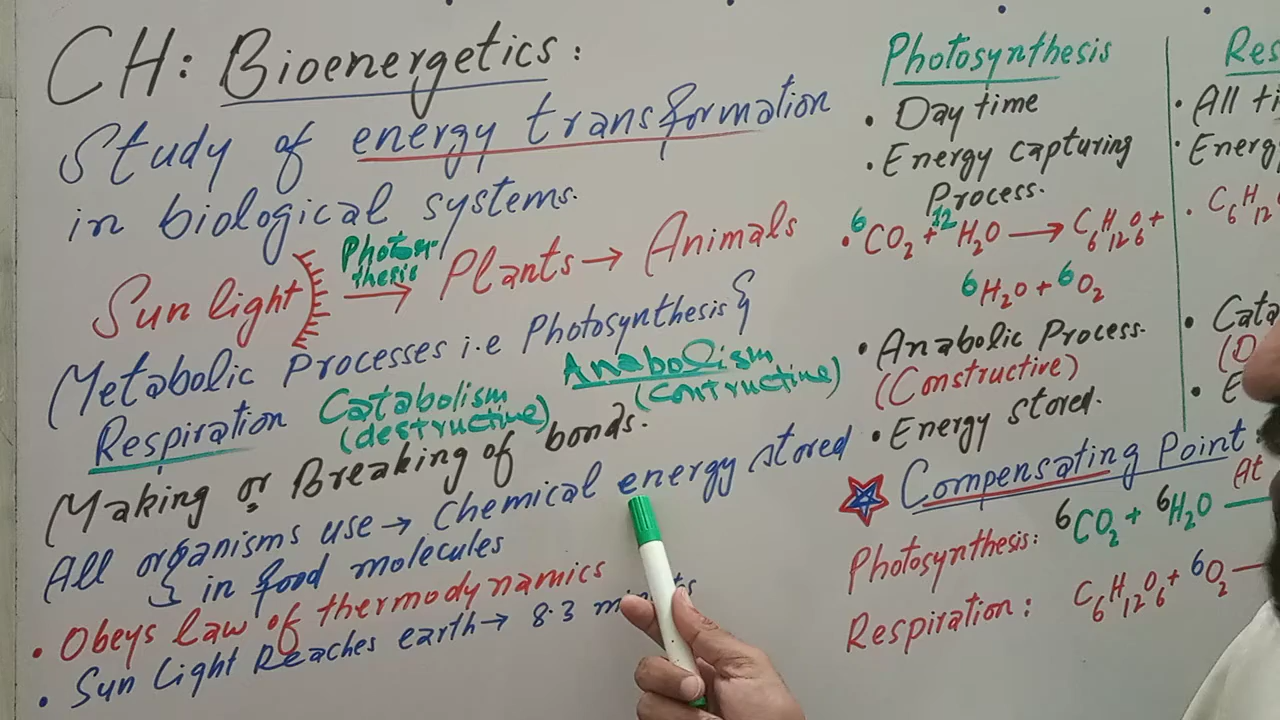 CH: Bioenergetics:
Study of energy transformation
in biological systems.
Sun light Photosynthesis → Plants → Animals
Metabolic Processes i.e Photosynthesis &
Respiration Catabolism (destructive) Anabolism (contructive)
Making or Breaking of bonds.
All organisms use → Chemical energy stored
in food molecules
• Obeys law of thermodynamics
• Sun Light Reaches earth → 8.3
Photosynthesis
• Day time
• Energy capturing
Process.
• 6CO2 + 12H2O → C6H12O6 +
6H2O + 6O2
• Anabolic Process.
(Constructive)
• Energy stored.
Compensating Point
Photosynthesis: 6CO2 + 6H2O — At
Respiration: C6H12O6 + 6O2 —
Res
• All ti
• Energy
• C6H12
• Cata
(D
• E